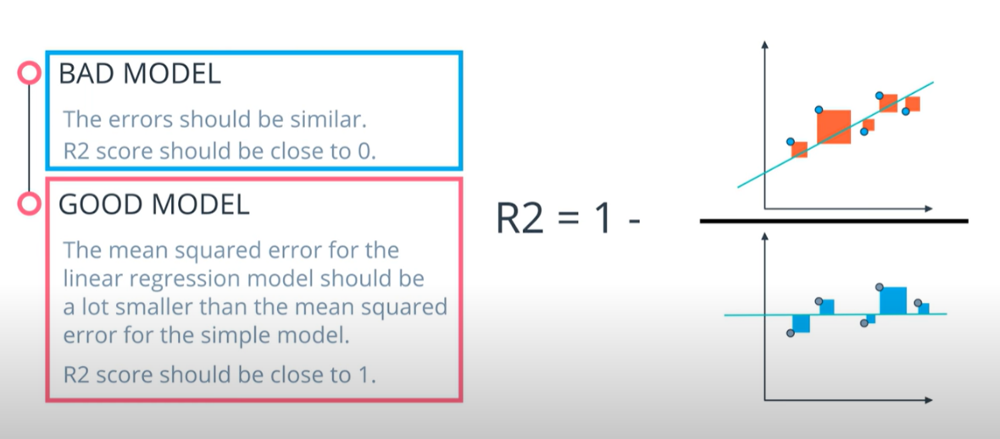 BAD MODEL
The errors should be similar.
R2 score should be close to 0.
GOOD MODEL
The mean squared error for the
linear regression model should be
a lot smaller than the mean squared
error for the simple model.
R2 score should be close to 1.
R2 = 1 -